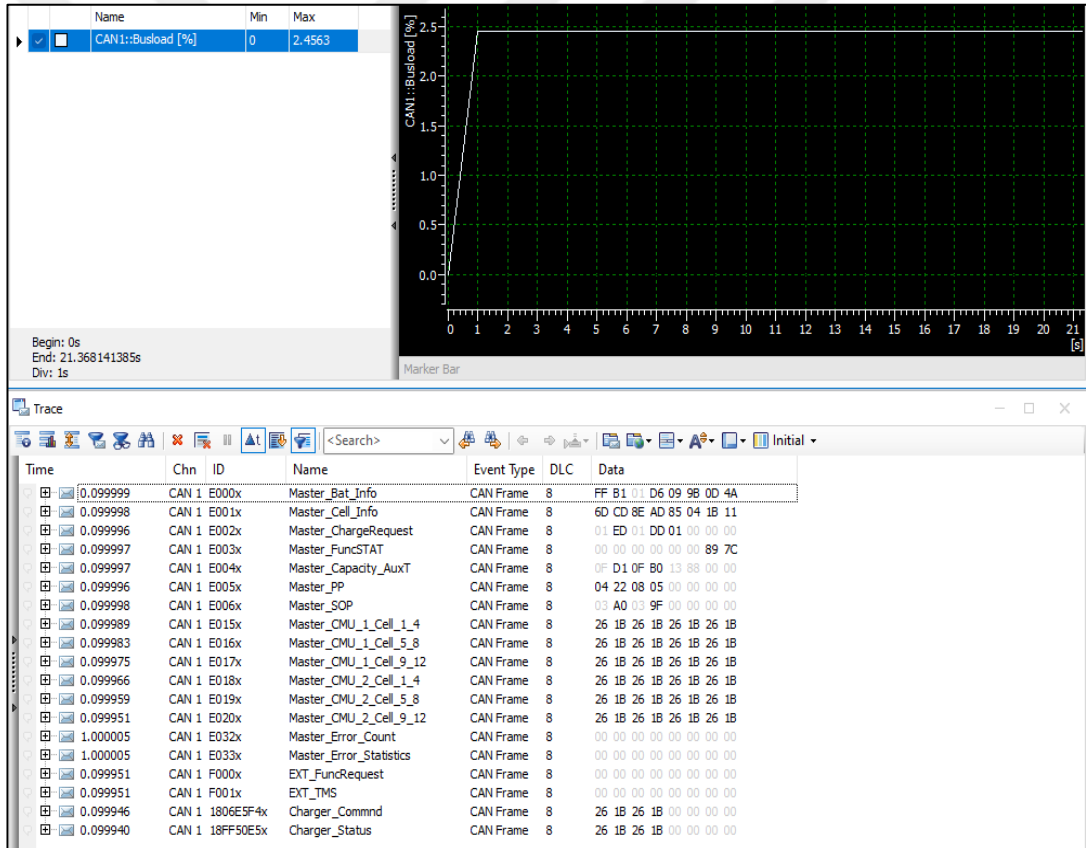 Name Min Max
CAN1::Busload [%] 0 2.4563
CAN1::Busload [%]
2.5
2.0
1.5
1.0
0.5
0.0
0 1 2 3 4 5 6 7 8 9 10 11 12 13 14 15 16 17 18 19 20 21
[s]
Begin: 0s
End: 21.368141385s
Div: 1s
Marker Bar
Trace
Δt <Search> Initial
Time Chn ID Name Event Type DLC Data
0.099999 CAN 1 E000x Master_Bat_Info CAN Frame 8 FF B1 01 D6 09 9B 0D 4A
0.099998 CAN 1 E001x Master_Cell_Info CAN Frame 8 6D CD 8E AD 85 04 1B 11
0.099996 CAN 1 E002x Master_ChargeRequest CAN Frame 8 01 ED 01 DD 01 00 00 00
0.099997 CAN 1 E003x Master_FuncSTAT CAN Frame 8 00 00 00 00 00 00 89 7C
0.099997 CAN 1 E004x Master_Capacity_AuxT CAN Frame 8 0F D1 0F B0 13 88 00 00
0.099996 CAN 1 E005x Master_PP CAN Frame 8 04 22 08 05 00 00 00 00
0.099998 CAN 1 E006x Master_SOP CAN Frame 8 03 A0 03 9F 00 00 00 00
0.099989 CAN 1 E015x Master_CMU_1_Cell_1_4 CAN Frame 8 26 1B 26 1B 26 1B 26 1B
0.099983 CAN 1 E016x Master_CMU_1_Cell_5_8 CAN Frame 8 26 1B 26 1B 26 1B 26 1B
0.099975 CAN 1 E017x Master_CMU_1_Cell_9_12 CAN Frame 8 26 1B 26 1B 26 1B 26 1B
0.099966 CAN 1 E018x Master_CMU_2_Cell_1_4 CAN Frame 8 26 1B 26 1B 26 1B 26 1B
0.099959 CAN 1 E019x Master_CMU_2_Cell_5_8 CAN Frame 8 26 1B 26 1B 26 1B 26 1B
0.099951 CAN 1 E020x Master_CMU_2_Cell_9_12 CAN Frame 8 26 1B 26 1B 26 1B 26 1B
1.000005 CAN 1 E032x Master_Error_Count CAN Frame 8 00 00 00 00 00 00 00 00
1.000005 CAN 1 E033x Master_Error_Statistics CAN Frame 8 00 00 00 00 00 00 00 00
0.099951 CAN 1 F000x EXT_FuncRequest CAN Frame 8 00 00 00 00 00 00 00 00
0.099951 CAN 1 F001x EXT_TMS CAN Frame 8 00 00 00 00 00 00 00 00
0.099946 CAN 1 1806E5F4x Charger_Commnd CAN Frame 8 26 1B 26 1B 00 00 00 00
0.099940 CAN 1 18FF50E5x Charger_Status CAN Frame 8 26 1B 26 1B 00 00 00 00